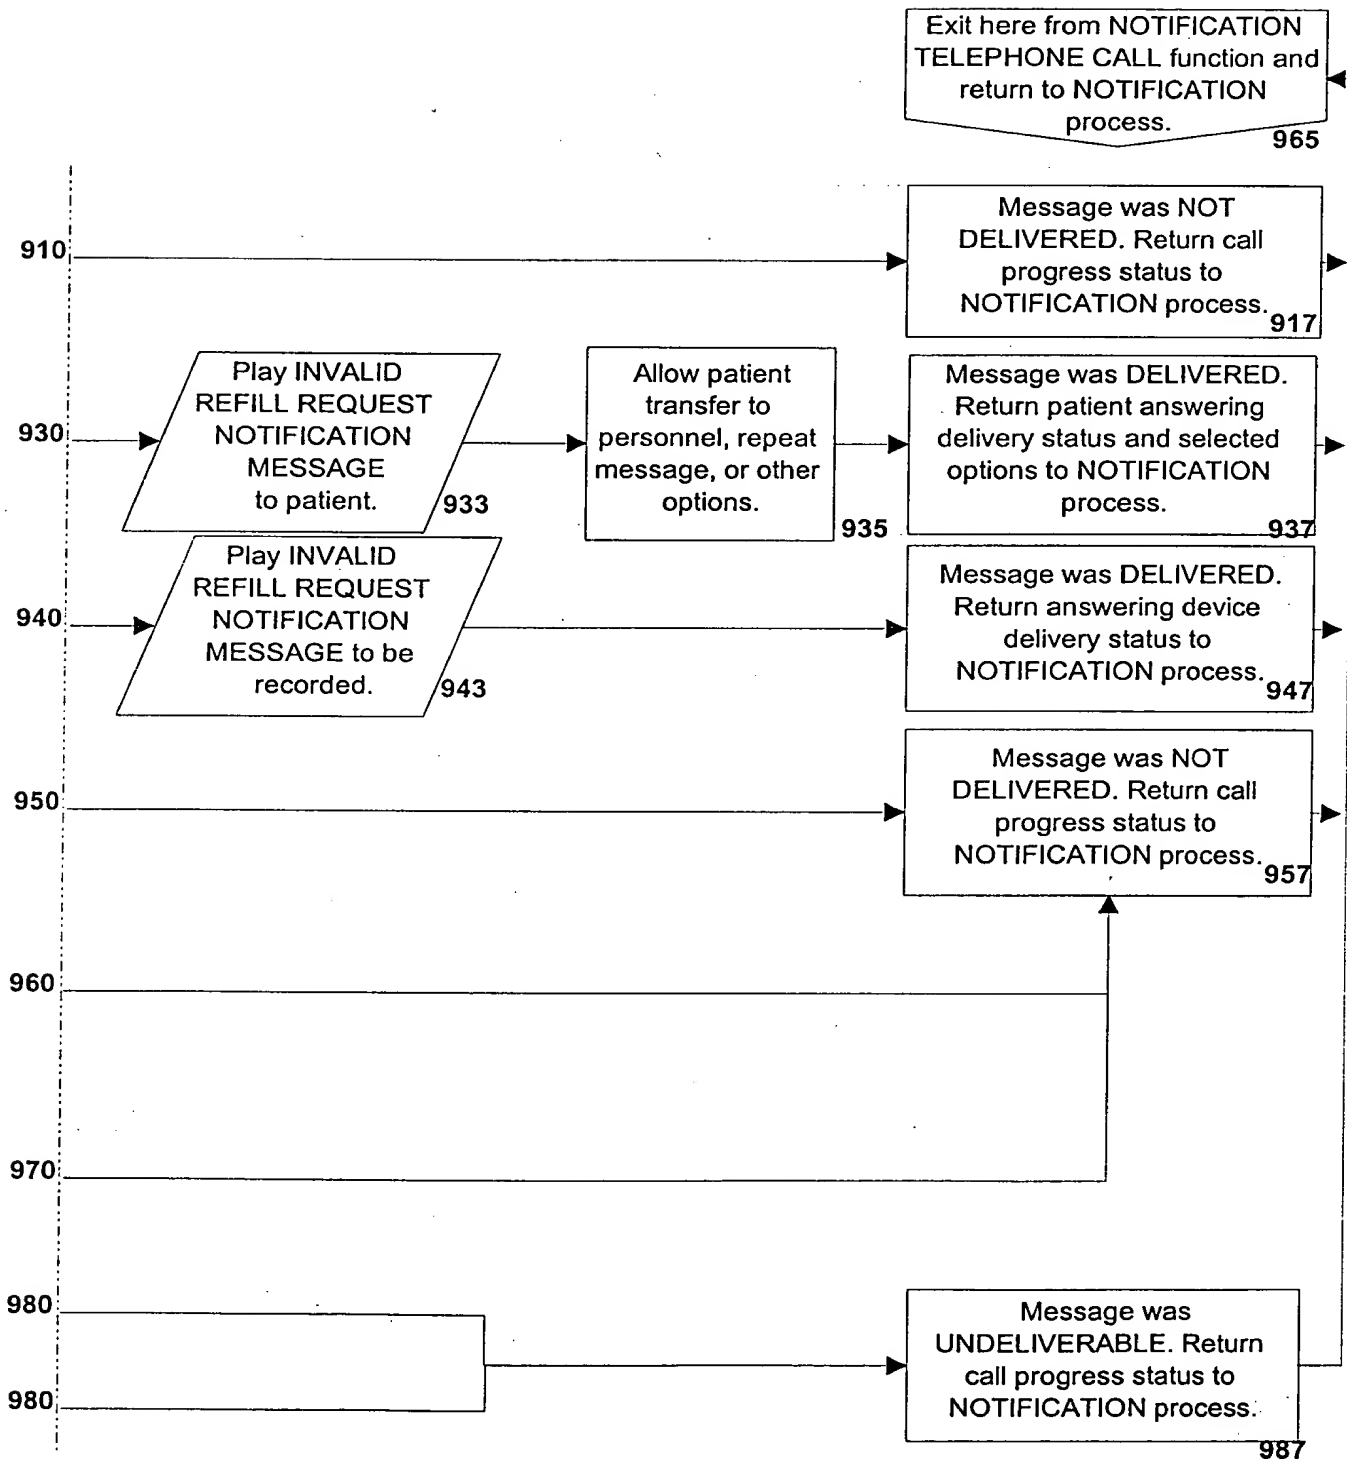 Exit here from NOTIFICATION
TELEPHONE CALL function and
return to NOTIFICATION
process.
965
910
Message was NOT
DELIVERED. Return call
progress status to
NOTIFICATION process.
917
930
Play INVALID
REFILL REQUEST
NOTIFICATION
MESSAGE
to patient.
933
Allow patient
transfer to
personnel, repeat
message, or other
options.
935
Message was DELIVERED.
Return patient answering
delivery status and selected
options to NOTIFICATION
process.
937
940
Play INVALID
REFILL REQUEST
NOTIFICATION
MESSAGE to be
recorded.
943
Message was DELIVERED.
Return answering device
delivery status to
NOTIFICATION process.
947
950
Message was NOT
DELIVERED. Return call
progress status to
NOTIFICATION process.
957
960
970
980
980
Message was
UNDELIVERABLE. Return
call progress status to
NOTIFICATION process.
987